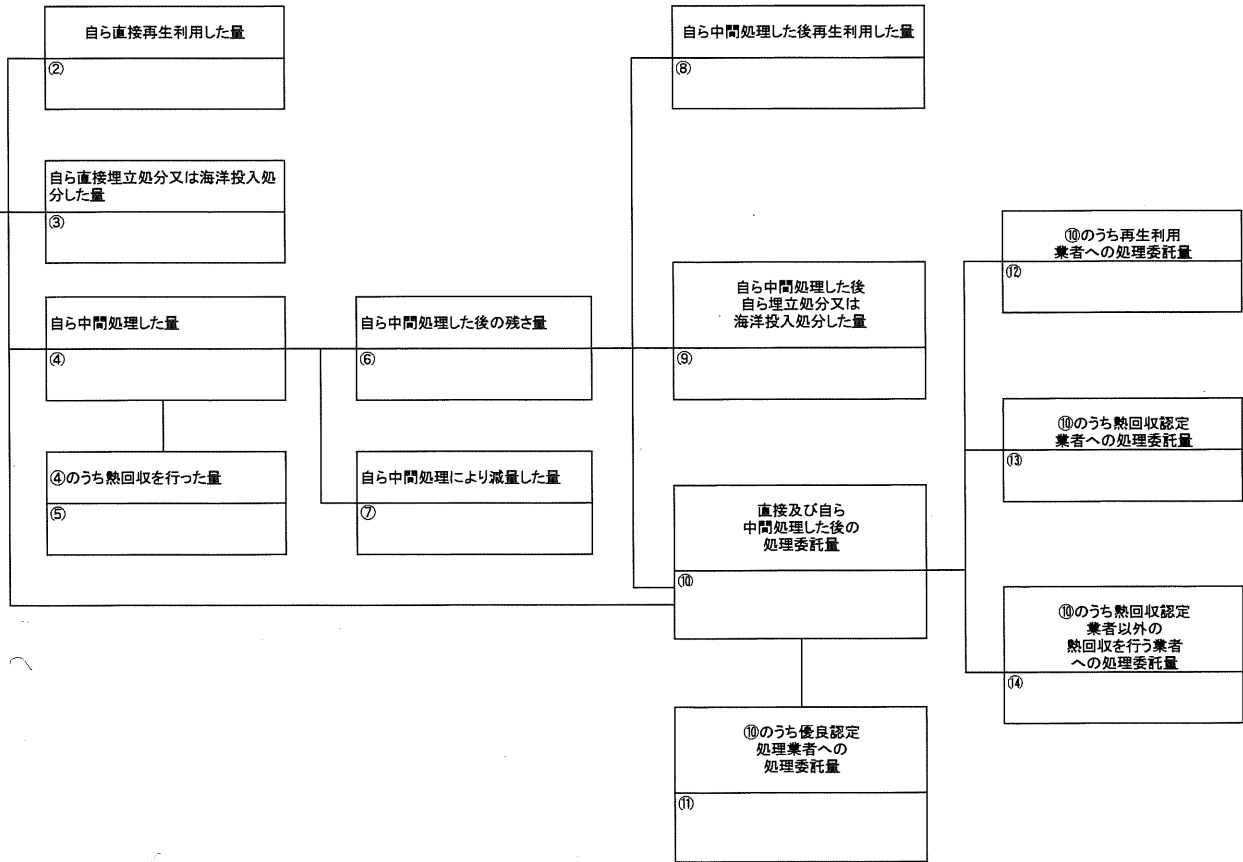 自ら直接再生利用した量
②
自ら直接埋立処分又は海洋投入処
分した量
③
自ら中間処理した量
④
④のうち熱回収を行った量
⑤
自ら中間処理した後の残さ量
⑥
自ら中間処理により減量した量
⑦
自ら中間処理した後再生利用した量
⑧
自ら中間処理した後
自ら埋立処分又は
海洋投入処分した量
⑨
直接及び自ら
中間処理した後の
処理委託量
⑩
⑩のうち優良認定
処理業者への
処理委託量
⑪
⑩のうち再生利用
業者への処理委託量
⑫
⑩のうち熱回収認定
業者への処理委託量
⑬
⑩のうち熱回収認定
業者以外の
熱回収を行う業者
への処理委託量
⑭